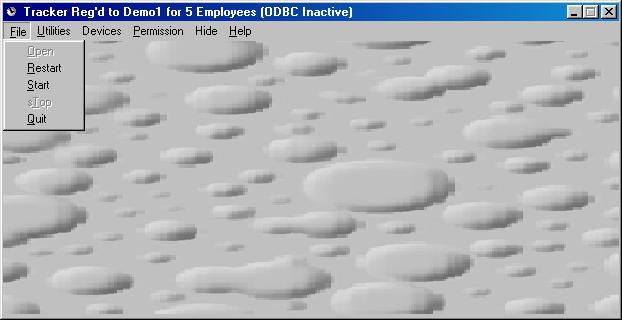 Tracker Reg'd to Demo1 for 5 Employees (ODBC Inactive)
File Utilities Devices Permission Hide Help
Open
Restart
Start
sTop
Quit